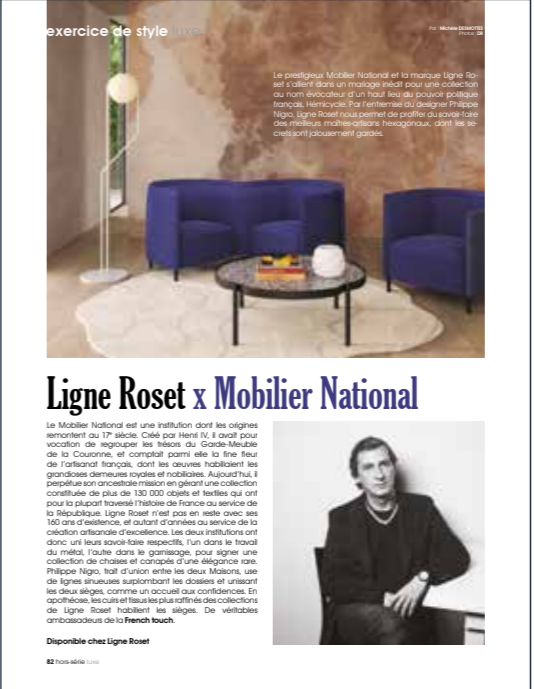 exercice de style luxe
Par : Michèle DESMOTTES
Photos : DR
Le prestigieux Mobilier National et la marque Ligne Ro-
set s'allient dans un mariage inédit pour une collection
au nom évocateur d'un haut lieu du pouvoir politique
français, Hémicycle. Par l'entremise du designer Philippe
Nigro, Ligne Roset nous permet de profiter du savoir-faire
des meilleurs maîtres-artisans hexagonaux, dont les se-
crets sont jalousement gardés.
Ligne Roset x Mobilier National
Le Mobilier National est une institution dont les origines
remontent au 17e siècle. Créé par Henri IV, il avait pour
vocation de regrouper les trésors du Garde-Meuble
de la Couronne, et comptait parmi elle la fine fleur
de l'artisanat français, dont les œuvres habillaient les
grandioses demeures royales et nobiliaires. Aujourd'hui, il
perpétue son ancestrale mission en gérant une collection
constituée de plus de 130 000 objets et textiles qui ont
pour la plupart traversé l'histoire de France au service de
la République. Ligne Roset n'est pas en reste avec ses
160 ans d'existence, et autant d'années au service de la
création artisanale d'excellence. Les deux institutions ont
donc uni leurs savoir-faire respectifs, l'un dans le travail
du métal, l'autre dans le garnissage, pour signer une
collection de chaises et canapés d'une élégance rare.
Philippe Nigro, trait d'union entre les deux Maisons, use
de lignes sinueuses surplombant les dossiers et unissant
les deux sièges, comme un accueil aux confidences. En
apothéose, les cuirs et tissus les plus raffinés des collections
de Ligne Roset habillent les sièges. De véritables
ambassadeurs de la French touch.
Disponible chez Ligne Roset
82 hors-série luxe